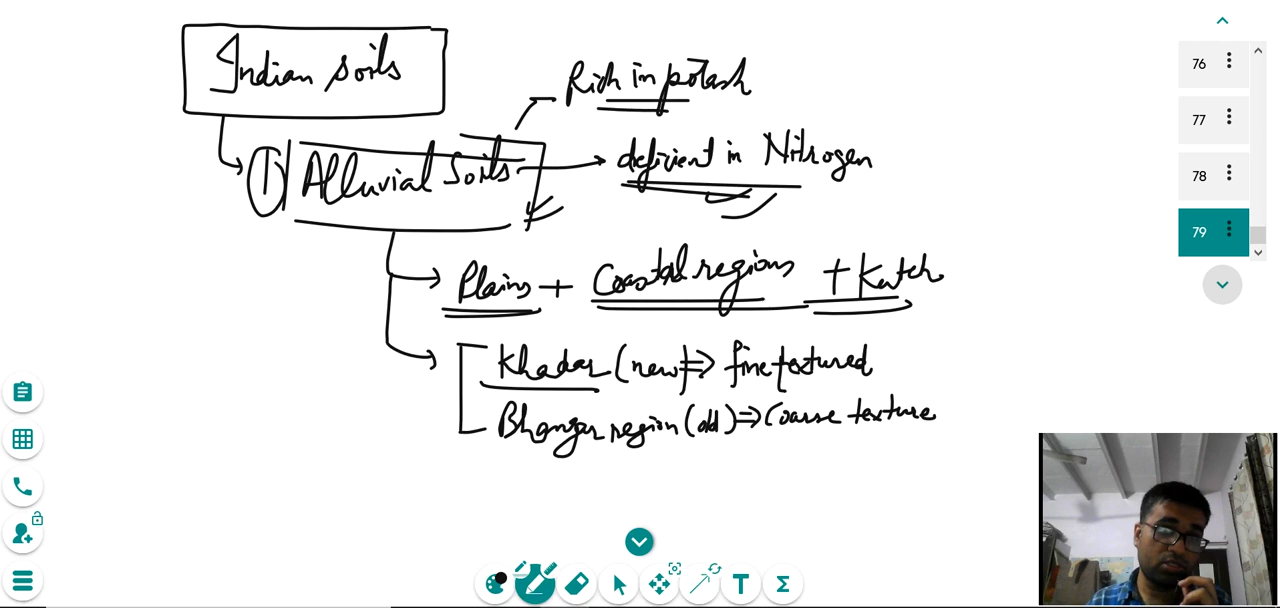 Indian soils
Rich in potash
1 Alluvial Soils
deficient in Nitrogen
Plains + Coastal regions + Kutch
Khadar (new) => fine textured
Bhangar region (old) => Coarse texture
76
77
78
79
T
Σ